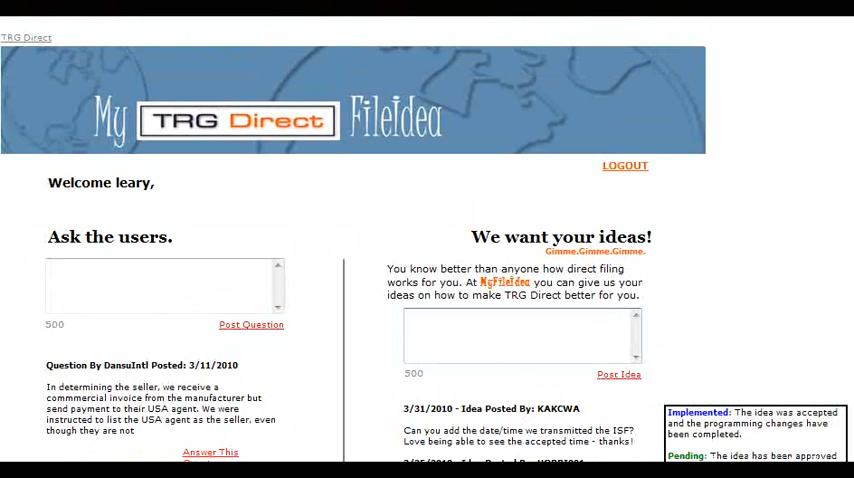 TRG Direct
My TRG Direct FileIdea
LOGOUT
Welcome leary,
Ask the users.
500
Post Question
Question By DansuIntl Posted: 3/11/2010
In determining the seller, we receive a
commmercial invoice from the manufacturer but
send payment to their USA agent. We were
instructed to list the USA agent as the seller, even
though they are not
Answer This
We want your ideas!
Gimme.Gimme.Gimme.
You know better than anyone how direct filing
works for you. At MyFileIdea you can give us your
ideas on how to make TRG Direct better for you.
500
Post Idea
3/31/2010 - Idea Posted By: KAKCWA
Can you add the date/time we transmitted the ISF?
Love being able to see the accepted time - thanks!
Implemented: The idea was accepted
and the programming changes have
been completed.
Pending: The idea has been approved